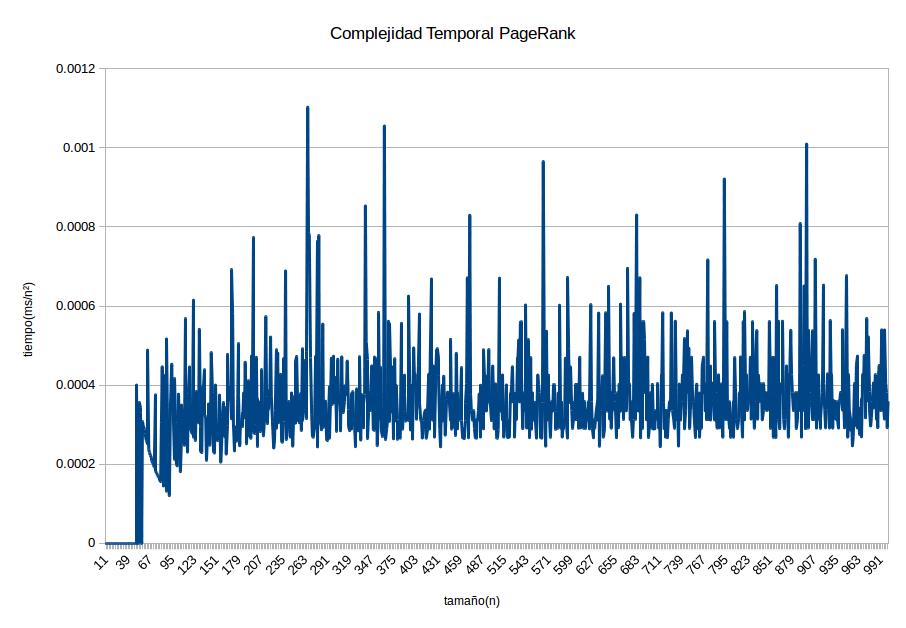 Complejidad Temporal PageRank
0.0012
0.001
0.0008
0.0006
0.0004
0.0002
0
tiempo(ms/n²)
11 39 67 95 123 151 179 207 235 263 291 319 347 375 403 431 459 487 515 543 571 599 627 655 683 711 739 767 795 823 851 879 907 935 963 991
tamaño(n)